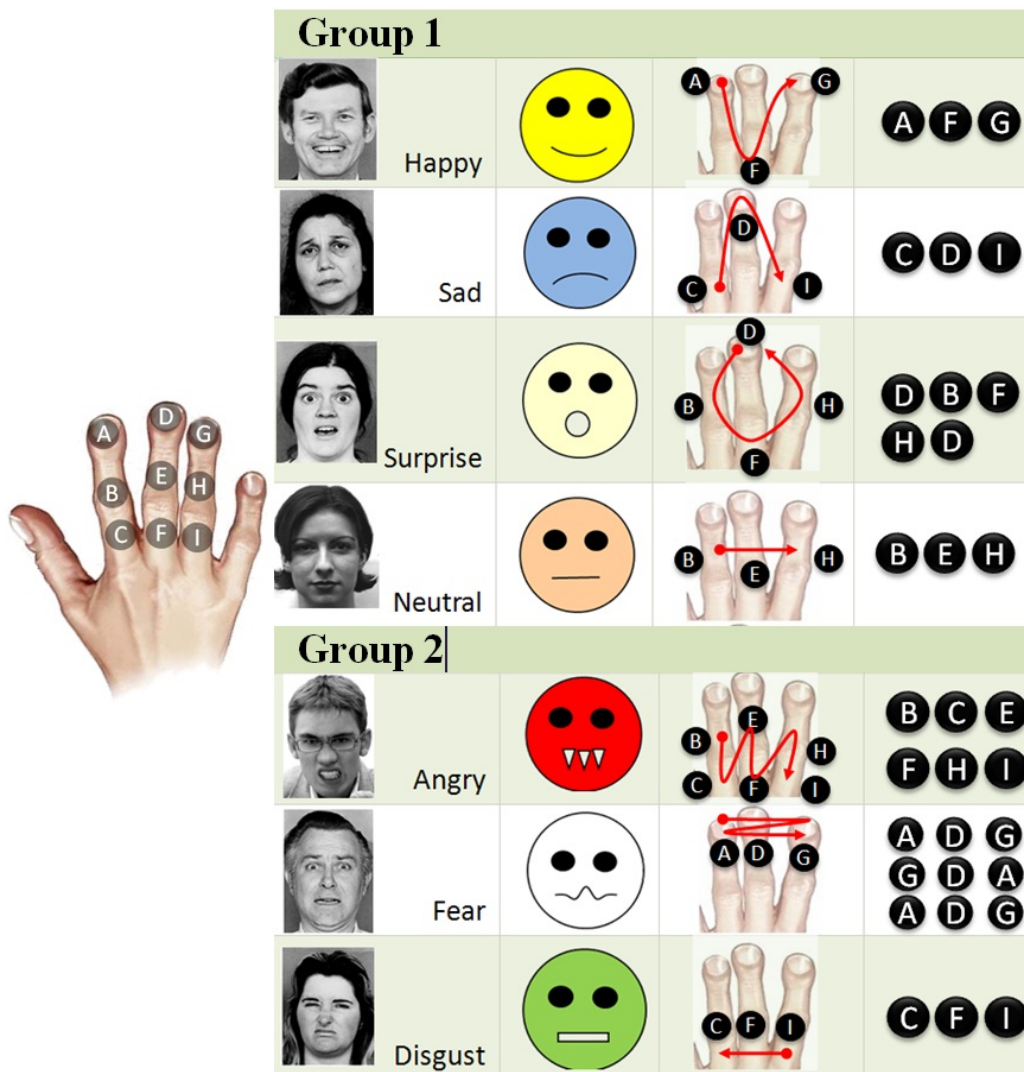 Group 1
A G
F
A F G
Happy
D
C I
C D I
Sad
D
B H
F
D B F
H D
Surprise
A D G
B E H
C F I
B H
E
B E H
Neutral
Group 2
E
B H
C F I
B C E
F H I
Angry
A D G
A D G
G D A
A D G
Fear
C F I
C F I
Disgust